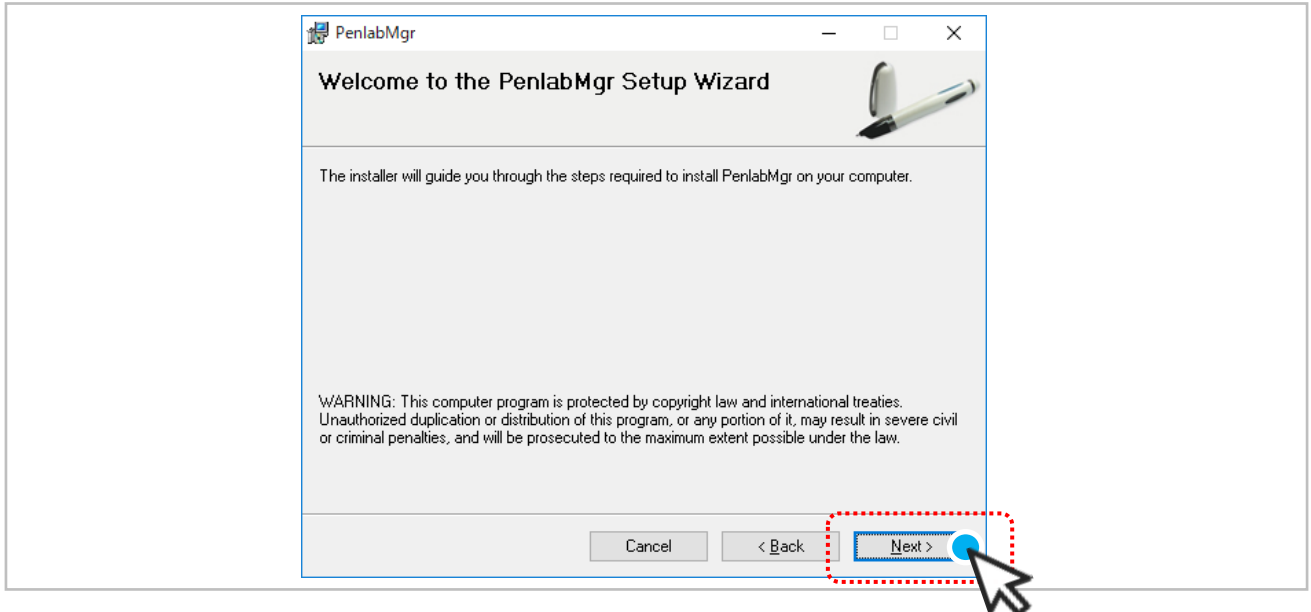 PenlabMgr
Welcome to the PenlabMgr Setup Wizard
The installer will guide you through the steps required to install PenlabMgr on your computer.
WARNING: This computer program is protected by copyright law and international treaties.
Unauthorized duplication or distribution of this program, or any portion of it, may result in severe civil
or criminal penalties, and will be prosecuted to the maximum extent possible under the law.
Cancel < Back Next >